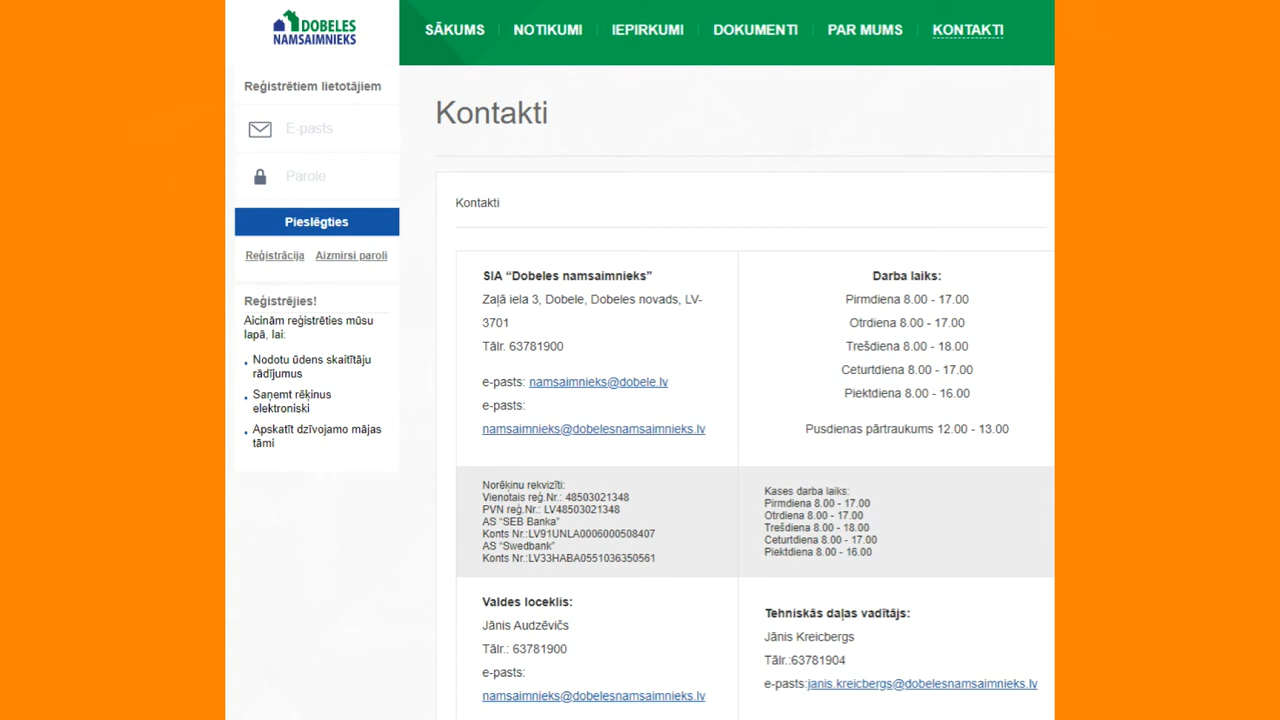 DOBELES
NAMSAIMNIEKS
SĀKUMS
NOTIKUMI
IEPIRKUMI
DOKUMENTI
PAR MUMS
KONTAKTI
Reģistrētiem lietotājiem
E-pasts
Parole
Pieslēgties
Reģistrācija
Aizmirsi paroli
Reģistrējies!
Aicinām reģistrēties mūsu
lapā, lai:
Nodotu ūdens skaitītāju
rādījumus
Saņemt rēķinus
elektroniski
Apskatīt dzīvojamo mājas
tāmi
Kontakti
Kontakti
SIA “Dobeles namsaimnieks”
Zaļā iela 3, Dobele, Dobeles novads, LV-
3701
Tālr. 63781900
e-pasts: namsaimnieks@dobele.lv
e-pasts:
namsaimnieks@dobelesnamsaimnieks.lv
Darba laiks:
Pirmdiena 8.00 - 17.00
Otrdiena 8.00 - 17.00
Trešdiena 8.00 - 18.00
Ceturtdiena 8.00 - 17.00
Piektdiena 8.00 - 16.00
Pusdienas pārtraukums 12.00 - 13.00
Norēķinu rekvizīti:
Vienotais reģ.Nr.: 48503021348
PVN reģ.Nr.: LV48503021348
AS “SEB Banka”
Konts Nr.:LV91UNLA0006000508407
AS “Swedbank”
Konts Nr.:LV33HABA0551036350561
Kases darba laiks:
Pirmdiena 8.00 - 17.00
Otrdiena 8.00 - 17.00
Trešdiena 8.00 - 18.00
Ceturtdiena 8.00 - 17.00
Piektdiena 8.00 - 16.00
Valdes loceklis:
Jānis Audzēvičs
Tālr.: 63781900
e-pasts:
namsaimnieks@dobelesnamsaimnieks.lv
Tehniskās daļas vadītājs:
Jānis Kreicbergs
Tālr.:63781904
e-pasts:janis.kreicbergs@dobelesnamsaimnieks.lv